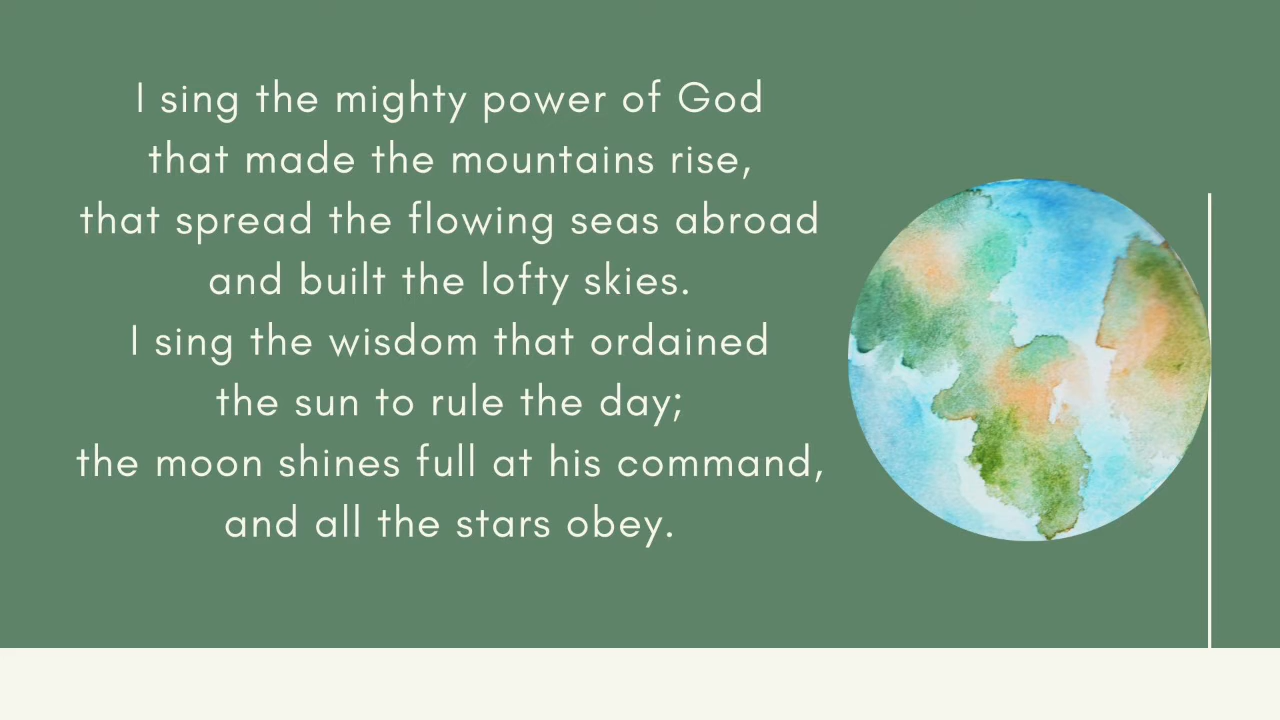 I sing the mighty power of God
that made the mountains rise,
that spread the flowing seas abroad
and built the lofty skies.
I sing the wisdom that ordained
the sun to rule the day;
the moon shines full at his command,
and all the stars obey.